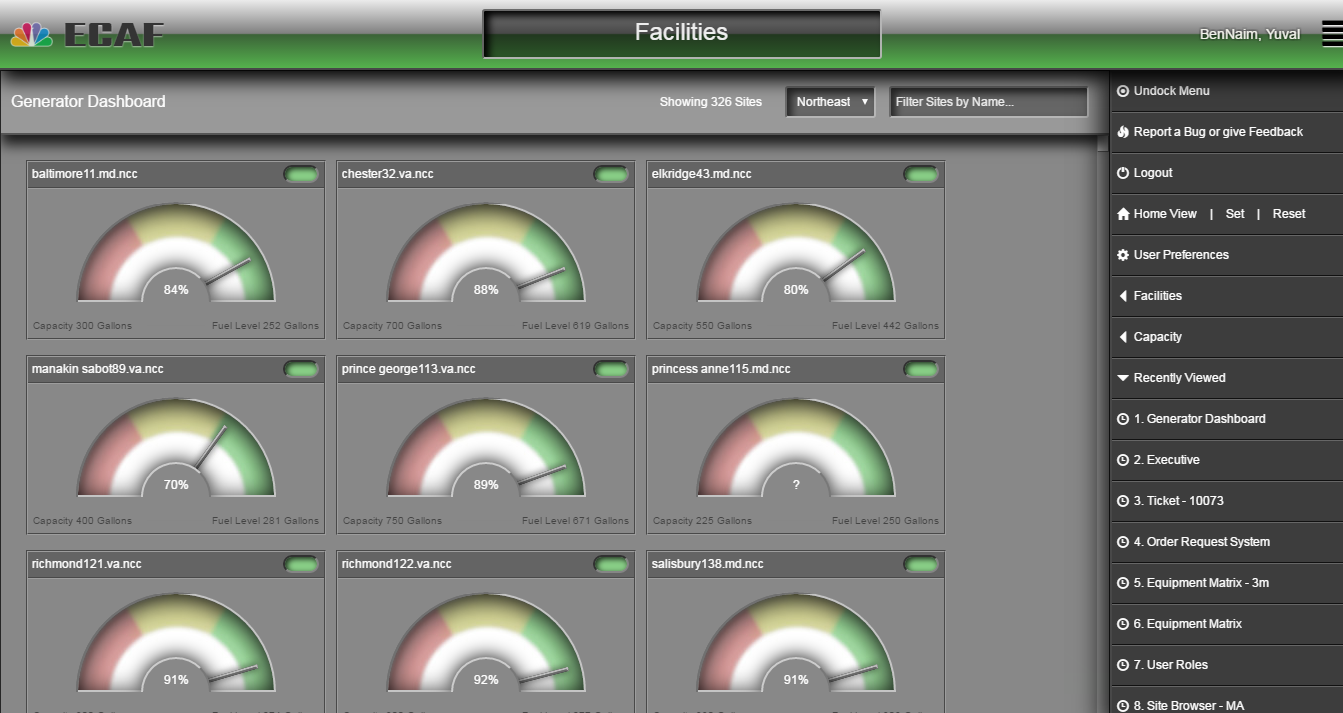 ECAF
Facilities
BenNaim, Yuval
Generator Dashboard
Showing 326 Sites
Northeast
Filter Sites by Name...
baltimore11.md.ncc
84%
Capacity 300 Gallons
Fuel Level 252 Gallons
chester32.va.ncc
88%
Capacity 700 Gallons
Fuel Level 619 Gallons
elkridge43.md.ncc
80%
Capacity 550 Gallons
Fuel Level 442 Gallons
manakin sabot89.va.ncc
70%
Capacity 400 Gallons
Fuel Level 281 Gallons
prince george113.va.ncc
89%
Capacity 750 Gallons
Fuel Level 671 Gallons
princess anne115.md.ncc
?
Capacity 225 Gallons
Fuel Level 250 Gallons
richmond121.va.ncc
91%
richmond122.va.ncc
92%
salisbury138.md.ncc
91%
Undock Menu
Report a Bug or give Feedback
Logout
Home View | Set | Reset
User Preferences
Facilities
Capacity
Recently Viewed
1. Generator Dashboard
2. Executive
3. Ticket - 10073
4. Order Request System
5. Equipment Matrix - 3m
6. Equipment Matrix
7. User Roles
8. Site Browser - MA